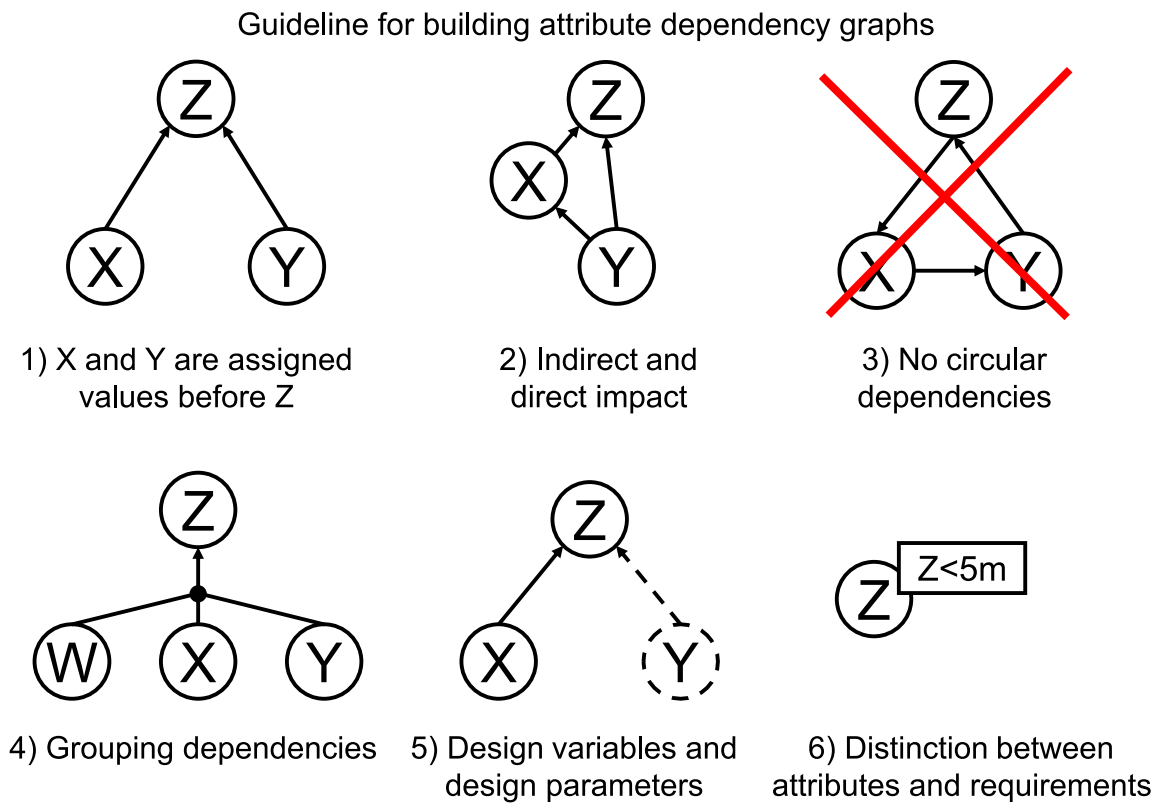 Guideline for building attribute dependency graphs
Z
X
Y
1) X and Y are assigned
values before Z
Z
X
Y
2) Indirect and
direct impact
Z
X
Y
3) No circular
dependencies
Z
W
X
Y
4) Grouping dependencies
Z
X
Y
5) Design variables and
design parameters
Z<5m
Z
6) Distinction between
attributes and requirements